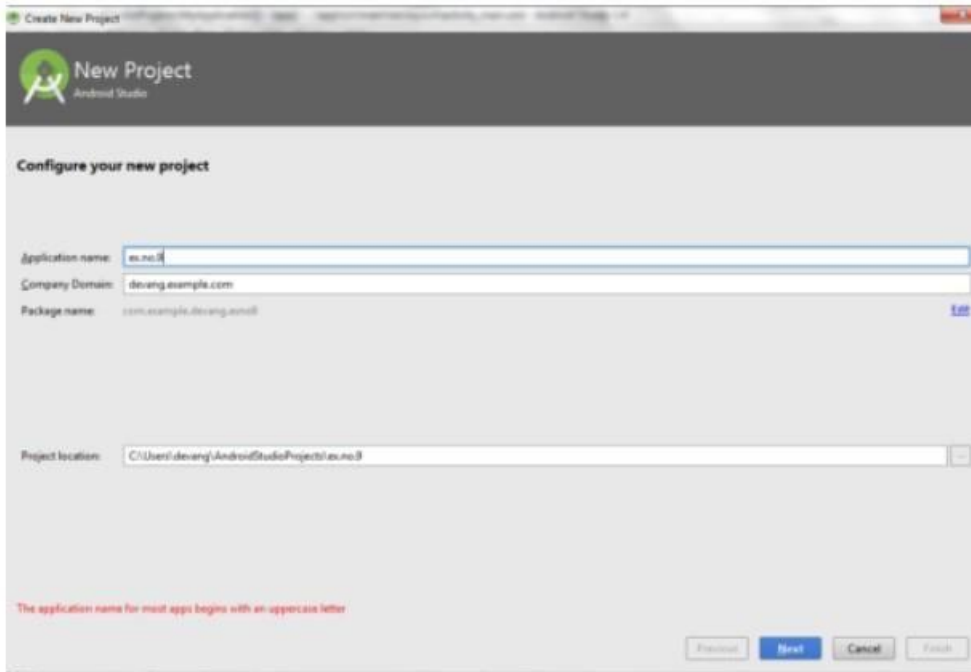 Create New Project
New Project
Android Studio
Configure your new project
Application name: ex.no.9
Company Domain: devang.example.com
Package name: com.example.devang.exno9
Edit
Project location: C:\Users\devang\AndroidStudioProjects\ex.no.9
...
The application name for most apps begins with an uppercase letter
Previous
Next
Cancel
Finish